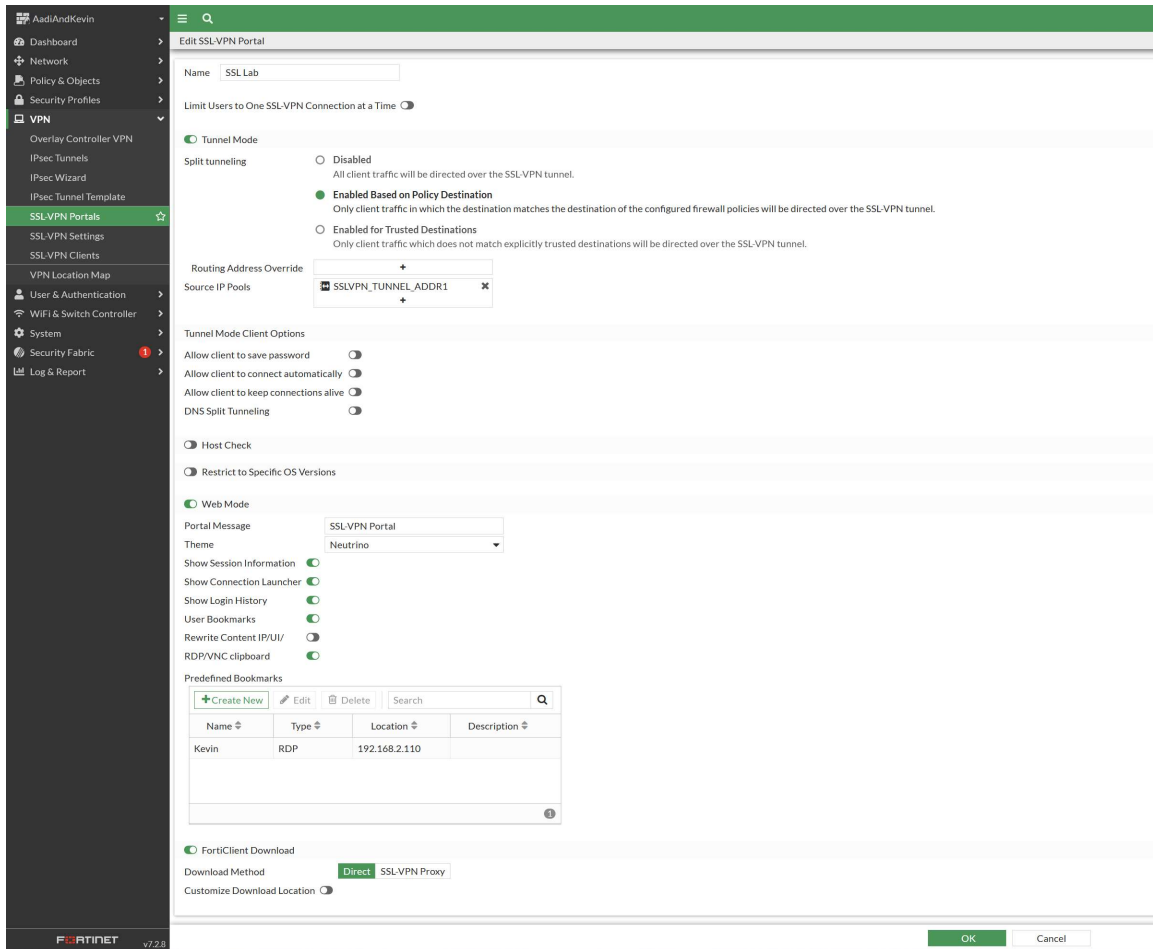 AadiAndKevin
Dashboard
Network
Policy & Objects
Security Profiles
VPN
Overlay Controller VPN
IPsec Tunnels
IPsec Wizard
IPsec Tunnel Template
SSL-VPN Portals
SSL-VPN Settings
SSL-VPN Clients
VPN Location Map
User & Authentication
WiFi & Switch Controller
System
Security Fabric 1
Log & Report
FORTINET v7.2.8
Edit SSL-VPN Portal
Name SSL Lab
Limit Users to One SSL-VPN Connection at a Time
Tunnel Mode
Split tunneling Disabled
All client traffic will be directed over the SSL-VPN tunnel.
Enabled Based on Policy Destination
Only client traffic in which the destination matches the destination of the configured firewall policies will be directed over the SSL-VPN tunnel.
Enabled for Trusted Destinations
Only client traffic which does not match explicitly trusted destinations will be directed over the SSL-VPN tunnel.
Routing Address Override +
Source IP Pools SSLVPN_TUNNEL_ADDR1
+
Tunnel Mode Client Options
Allow client to save password
Allow client to connect automatically
Allow client to keep connections alive
DNS Split Tunneling
Host Check
Restrict to Specific OS Versions
Web Mode
Portal Message SSL-VPN Portal
Theme Neutrino
Show Session Information
Show Connection Launcher
Show Login History
User Bookmarks
Rewrite Content IP/UI/
RDP/VNC clipboard
Predefined Bookmarks
+Create New Edit Delete Search
Name Type Location Description
Kevin RDP 192.168.2.110
1
FortiClient Download
Download Method Direct SSL-VPN Proxy
Customize Download Location
OK Cancel